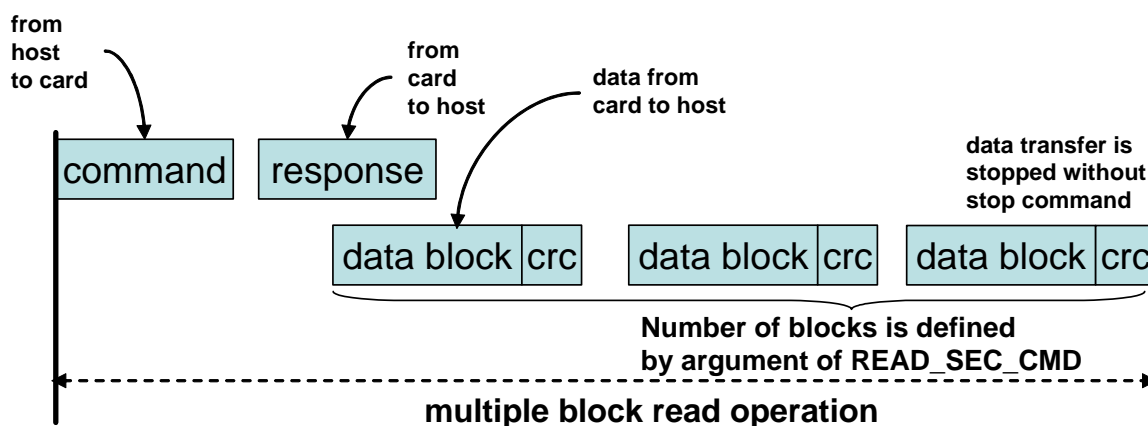 from
host
to card
from
card
to host
data from
card to host
command
response
data transfer is
stopped without
stop command
data block crc
data block crc
data block crc
Number of blocks is defined
by argument of READ_SEC_CMD
multiple block read operation